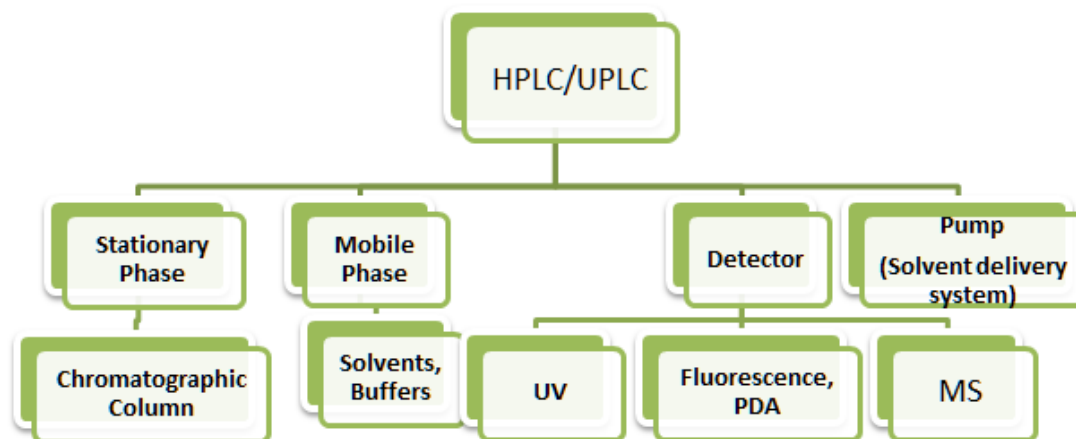 HPLC/UPLC
Stationary
Phase
Mobile
Phase
Detector
Pump
(Solvent delivery
system)
Chromatographic
Column
Solvents,
Buffers
UV
Fluorescence,
PDA
MS